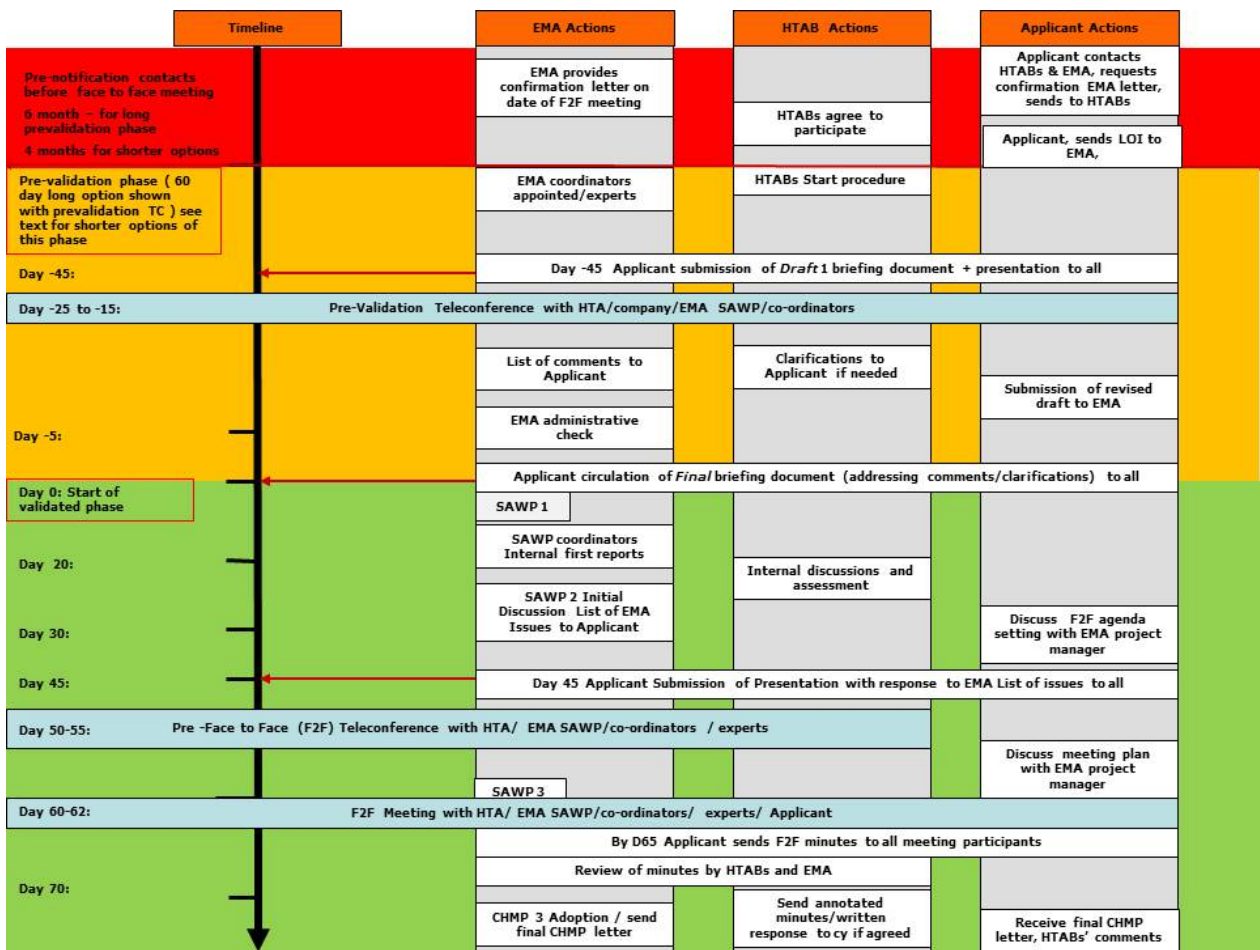 Timeline
EMA Actions
HTAB Actions
Applicant Actions
Pre-notification contacts
before face to face meeting
6 month – for long
prevalidation phase
4 months for shorter options
EMA provides
confirmation letter on
date of F2F meeting
HTABs agree to
participate
Applicant contacts
HTABs & EMA, requests
confirmation EMA letter,
sends to HTABs
Applicant, sends LOI to
EMA,
Pre-validation phase ( 60
day long option shown
with prevalidation TC ) see
text for shorter options of
this phase
EMA coordinators
appointed/experts
HTABs Start procedure
Day -45:
Day -45 Applicant submission of Draft 1 briefing document + presentation to all
Day -25 to -15:
Pre-Validation Teleconference with HTA/company/EMA SAWP/co-ordinators
List of comments to
Applicant
Clarifications to
Applicant if needed
Submission of revised
draft to EMA
Day -5:
EMA administrative
check
Applicant circulation of Final briefing document (addressing comments/clarifications) to all
Day 0: Start of
validated phase
SAWP 1
SAWP coordinators
Internal first reports
Day 20:
Internal discussions and
assessment
SAWP 2 Initial
Discussion List of EMA
Issues to Applicant
Day 30:
Discuss F2F agenda
setting with EMA project
manager
Day 45:
Day 45 Applicant Submission of Presentation with response to EMA List of issues to all
Day 50-55:
Pre -Face to Face (F2F) Teleconference with HTA/ EMA SAWP/co-ordinators / experts
Discuss meeting plan
with EMA project
manager
SAWP 3
Day 60-62:
F2F Meeting with HTA/ EMA SAWP/co-ordinators/ experts/ Applicant
By D65 Applicant sends F2F minutes to all meeting participants
Review of minutes by HTABs and EMA
Day 70:
CHMP 3 Adoption / send
final CHMP letter
Send annotated
minutes/written
response to cy if agreed
Receive final CHMP
letter, HTABs' comments